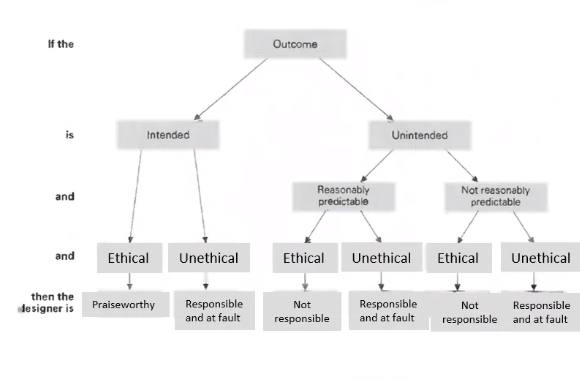 If the
Outcome
is
Intended
Unintended
and
Reasonably
predictable
Not reasonably
predictable
and
Ethical
Unethical
Ethical
Unethical
Ethical
Unethical
then the
designer is
Praiseworthy
Responsible
and at fault
Not
responsible
Responsible
and at fault
Not
responsible
Responsible
and at fault